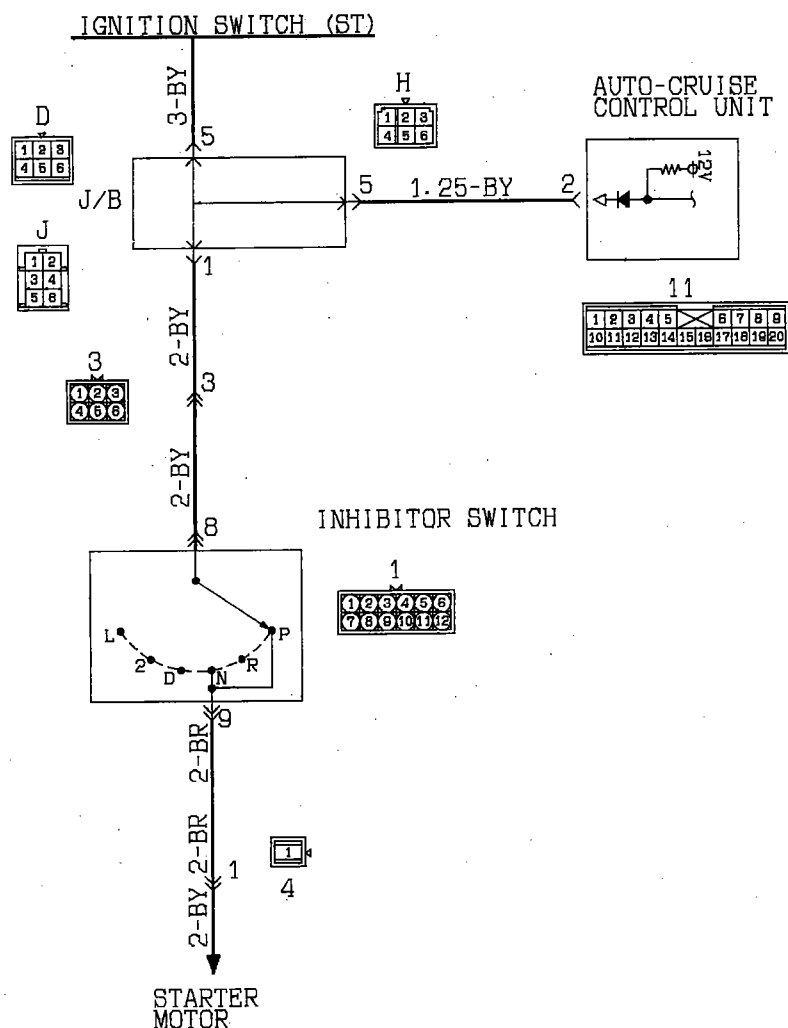 IGNITION SWITCH (ST)
3-BY
5
D
1 2 3
4 5 6
H
1 2 3
4 5 6
AUTO-CRUISE
CONTROL UNIT
J/B
5
1.25-BY
2
12V
J
1 2
3 4
5 6
1
11
1 2 3 4 5 6 7 8 9
10 11 12 13 14 15 16 17 18 19 20
2-BY
3
1 2 3
4 5 6
3
2-BY
8
INHIBITOR SWITCH
1
1 2 3 4 5 6
7 8 9 10 11 12
L
2
D
N
R
P
9
2-BR
2-BR
1
1
4
2-BY
STARTER
MOTOR